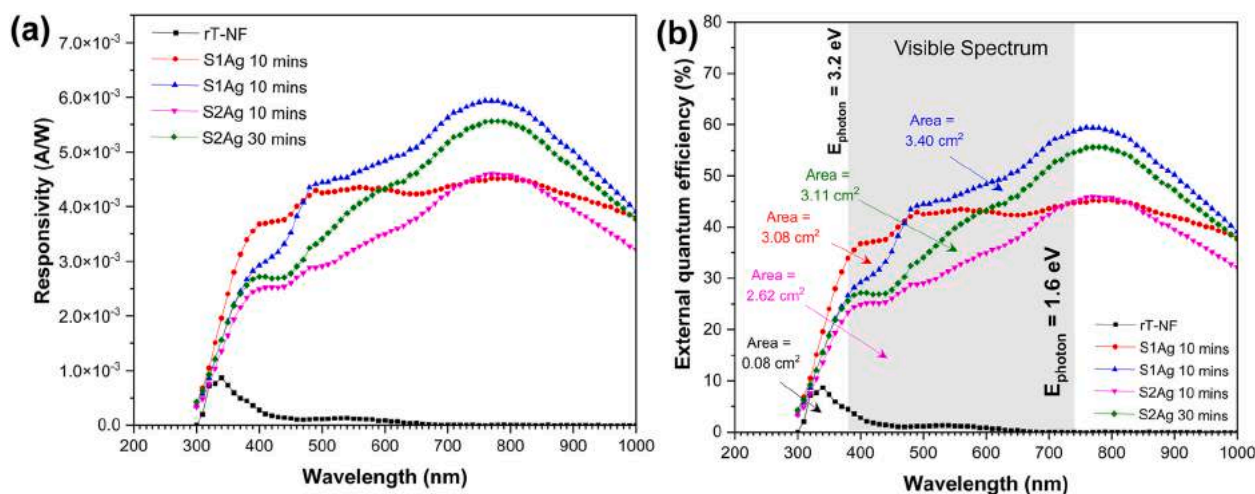 (a)
7.0×10⁻³
6.0×10⁻³
5.0×10⁻³
4.0×10⁻³
3.0×10⁻³
2.0×10⁻³
1.0×10⁻³
0.0
Responsivity (A/W)
rT-NF
S1Ag 10 mins
S1Ag 10 mins
S2Ag 10 mins
S2Ag 30 mins
200 300 400 500 600 700 800 900 1000
Wavelength (nm)
(b)
80
70
60
50
40
30
20
10
0
External quantum efficiency (%)
E_photon = 3.2 eV
Visible Spectrum
Area =
3.40 cm²
Area =
3.11 cm²
Area =
3.08 cm²
Area =
2.62 cm²
Area =
0.08 cm²
E_photon = 1.6 eV
rT-NF
S1Ag 10 mins
S1Ag 10 mins
S2Ag 10 mins
S2Ag 30 mins
200 300 400 500 600 700 800 900 1000
Wavelength (nm)